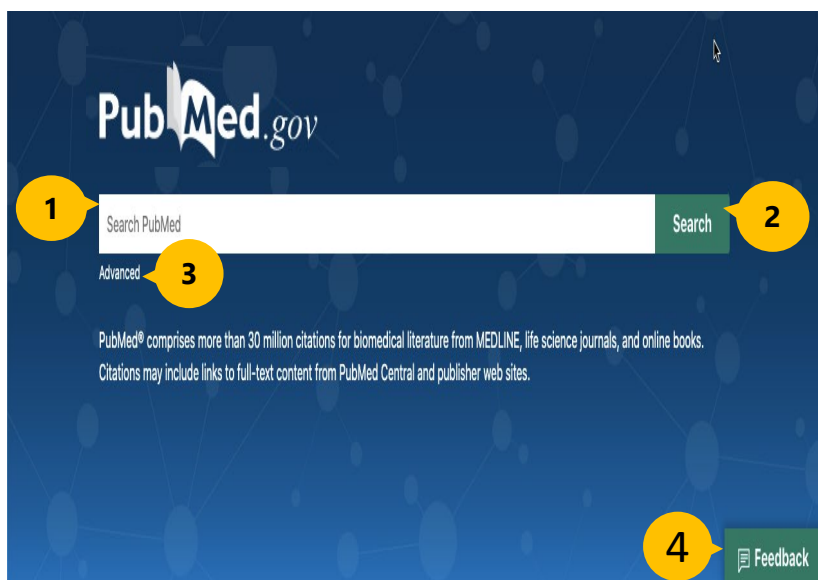 PubMed.gov
1
Search PubMed
Search
2
Advanced
3
PubMed® comprises more than 30 million citations for biomedical literature from MEDLINE, life science journals, and online books.
Citations may include links to full-text content from PubMed Central and publisher web sites.
4
Feedback